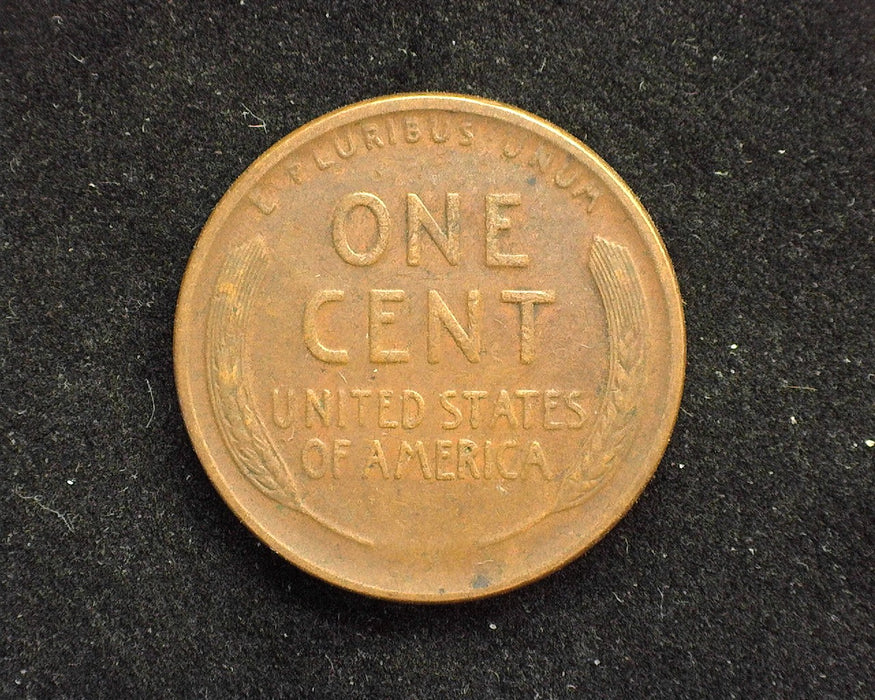 E·PLURIBUS·UNUM
ONE
CENT
UNITED STATES
OF AMERICA